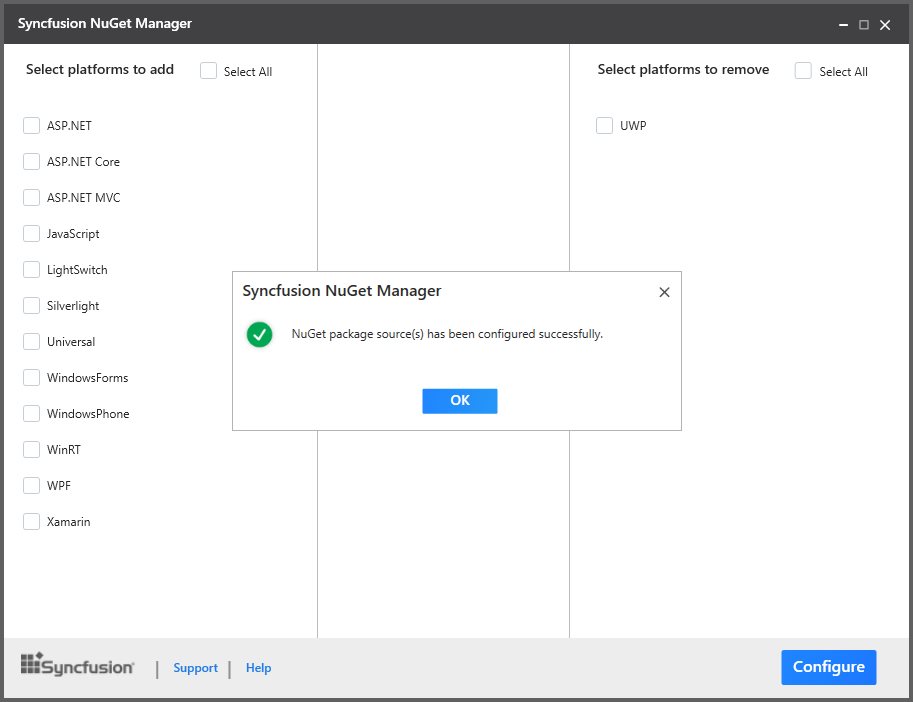 Syncfusion NuGet Manager
Select platforms to add
Select All
ASP.NET
ASP.NET Core
ASP.NET MVC
JavaScript
LightSwitch
Silverlight
Universal
WindowsForms
WindowsPhone
WinRT
WPF
Xamarin
Select platforms to remove
Select All
UWP
Syncfusion NuGet Manager
NuGet package source(s) has been configured successfully.
OK
Syncfusion | Support | Help
Configure